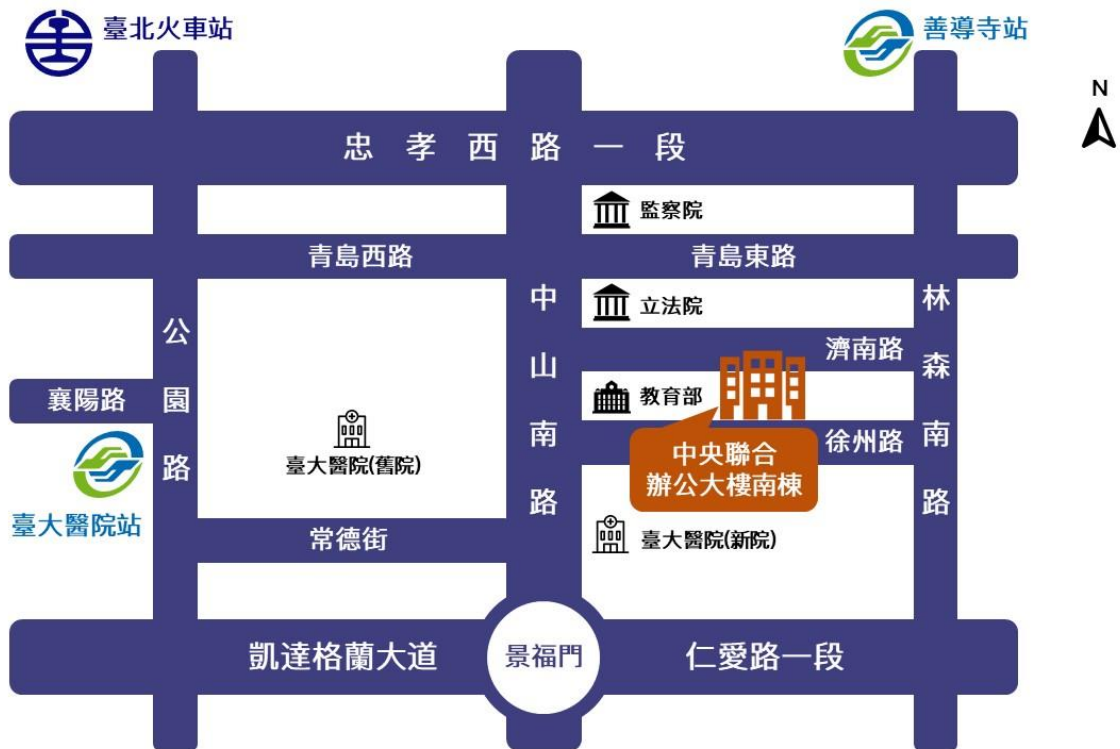 臺北火車站
善導寺站
N
忠孝西路一段
監察院
青島西路
青島東路
中山南路
林森南路
公園路
立法院
濟南路
襄陽路
教育部
徐州路
臺大醫院(舊院)
中央聯合
辦公大樓南棟
臺大醫院站
常德街
臺大醫院(新院)
凱達格蘭大道
景福門
仁愛路一段